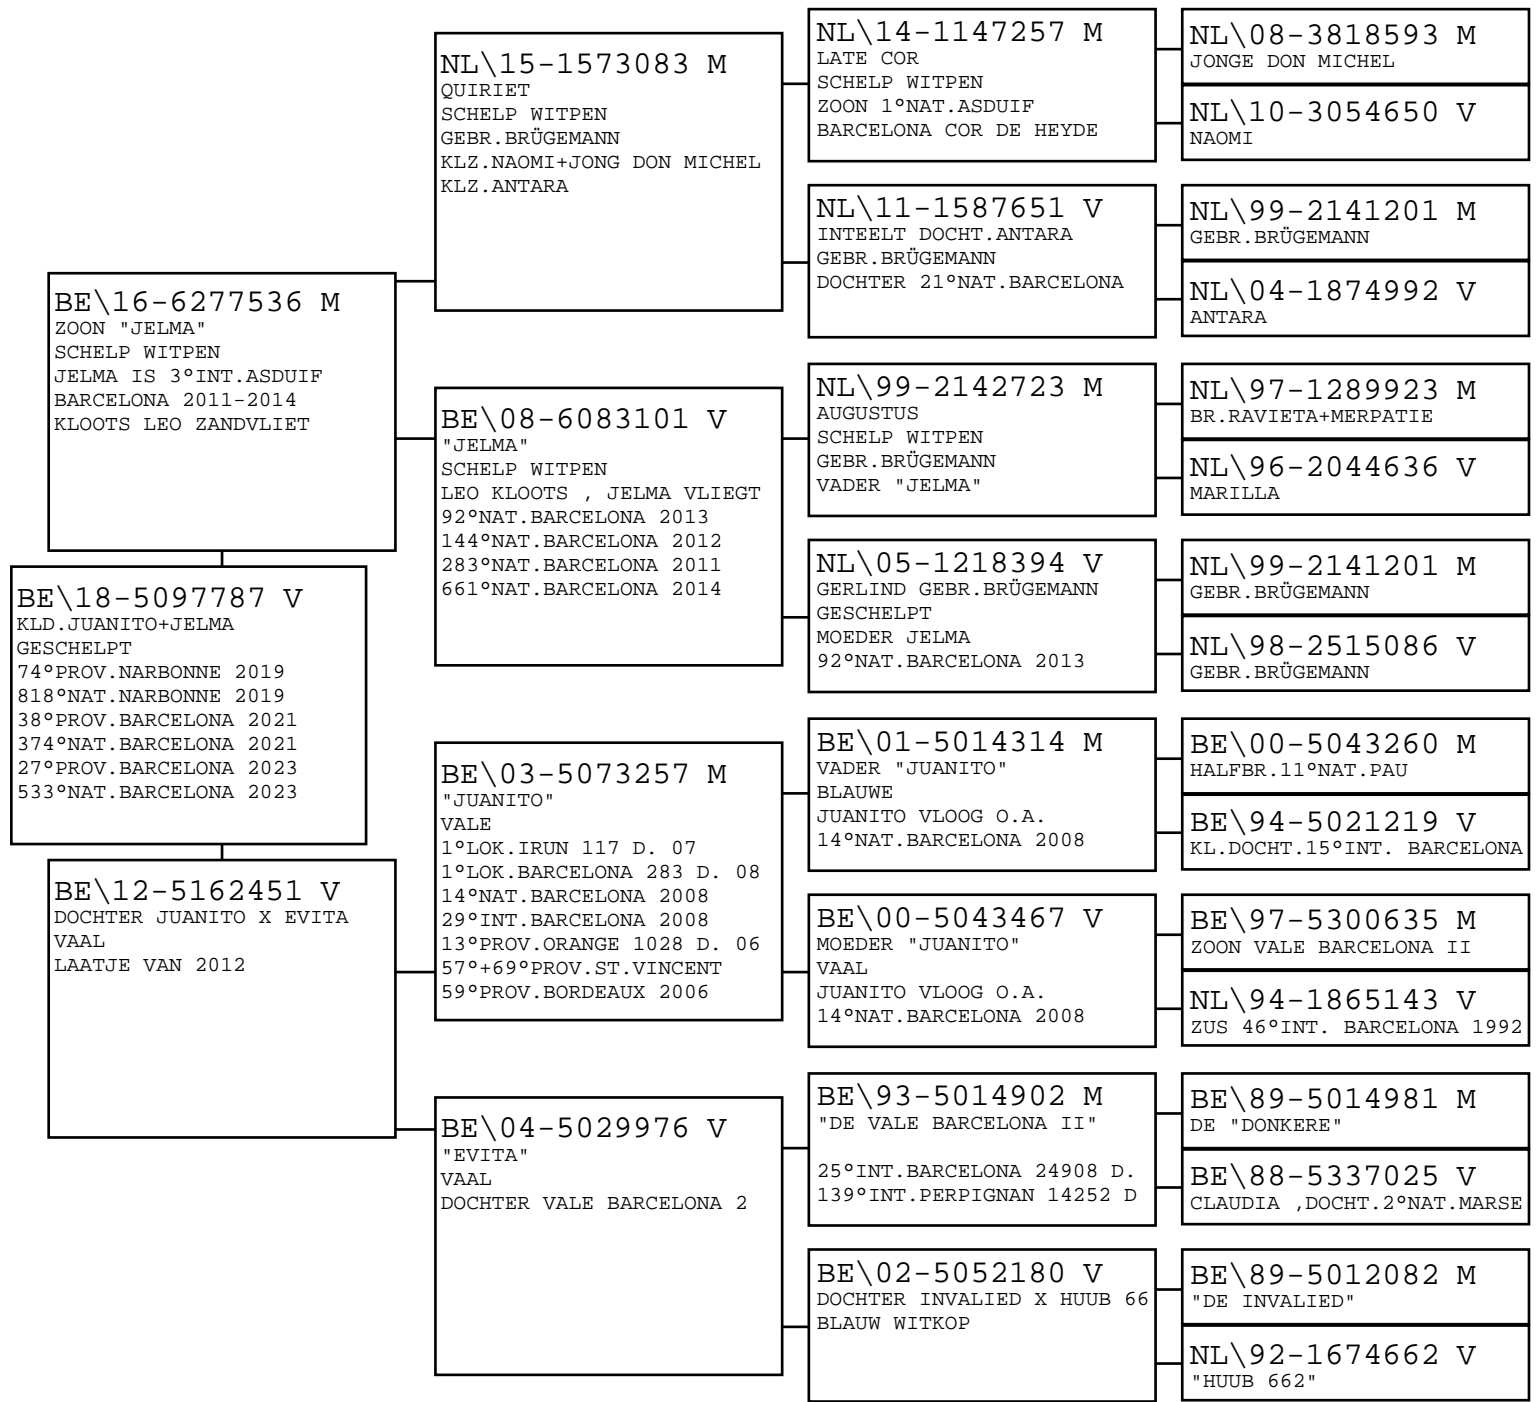 BE\18-5097787 V
KLD.JUANITO+JELMA
GESCHELPT
74°PROV.NARBONNE 2019
818°NAT.NARBONNE 2019
38°PROV.BARCELONA 2021
374°NAT.BARCELONA 2021
27°PROV.BARCELONA 2023
533°NAT.BARCELONA 2023
BE\16-6277536 M
ZOON "JELMA"
SCHELP WITPEN
JELMA IS 3°INT.ASDUIF
BARCELONA 2011-2014
KLOOTS LEO ZANDVLIET
BE\12-5162451 V
DOCHTER JUANITO X EVITA
VAAL
LAATJE VAN 2012
NL\15-1573083 M
QUIRIET
SCHELP WITPEN
GEBR.BRÜGEMANN
KLZ.NAOMI+JONG DON MICHEL
KLZ.ANTARA
BE\08-6083101 V
"JELMA"
SCHELP WITPEN
LEO KLOOTS , JELMA VLIEGT
92°NAT.BARCELONA 2013
144°NAT.BARCELONA 2012
283°NAT.BARCELONA 2011
661°NAT.BARCELONA 2014
BE\03-5073257 M
"JUANITO"
VALE
1°LOK.IRUN 117 D. 07
1°LOK.BARCELONA 283 D. 08
14°NAT.BARCELONA 2008
29°INT.BARCELONA 2008
13°PROV.ORANGE 1028 D. 06
57°+69°PROV.ST.VINCENT
59°PROV.BORDEAUX 2006
BE\04-5029976 V
"EVITA"
VAAL
DOCHTER VALE BARCELONA 2
NL\14-1147257 M
LATE COR
SCHELP WITPEN
ZOON 1°NAT.ASDUIF
BARCELONA COR DE HEYDE
NL\11-1587651 V
INTEELT DOCHT.ANTARA
GEBR.BRÜGEMANN
DOCHTER 21°NAT.BARCELONA
NL\99-2142723 M
AUGUSTUS
SCHELP WITPEN
GEBR.BRÜGEMANN
VADER "JELMA"
NL\05-1218394 V
GERLIND GEBR.BRÜGEMANN
GESCHELPT
MOEDER JELMA
92°NAT.BARCELONA 2013
BE\01-5014314 M
VADER "JUANITO"
BLAUWE
JUANITO VLOOG O.A.
14°NAT.BARCELONA 2008
BE\00-5043467 V
MOEDER "JUANITO"
VAAL
JUANITO VLOOG O.A.
14°NAT.BARCELONA 2008
BE\93-5014902 M
"DE VALE BARCELONA II"
25°INT.BARCELONA 24908 D.
139°INT.PERPIGNAN 14252 D
BE\02-5052180 V
DOCHTER INVALIED X HUUB 66
BLAUW WITKOP
NL\08-3818593 M
JONGE DON MICHEL
NL\10-3054650 V
NAOMI
NL\99-2141201 M
GEBR.BRÜGEMANN
NL\04-1874992 V
ANTARA
NL\97-1289923 M
BR.RAVIETA+MERPATIE
NL\96-2044636 V
MARILLA
NL\99-2141201 M
GEBR.BRÜGEMANN
NL\98-2515086 V
GEBR.BRÜGEMANN
BE\00-5043260 M
HALFBR.11°NAT.PAU
BE\94-5021219 V
KL.DOCHT.15°INT. BARCELONA
BE\97-5300635 M
ZOON VALE BARCELONA II
NL\94-1865143 V
ZUS 46°INT. BARCELONA 1992
BE\89-5014981 M
DE "DONKERE"
BE\88-5337025 V
CLAUDIA ,DOCHT.2°NAT.MARSE
BE\89-5012082 M
"DE INVALIED"
NL\92-1674662 V
"HUUB 662"